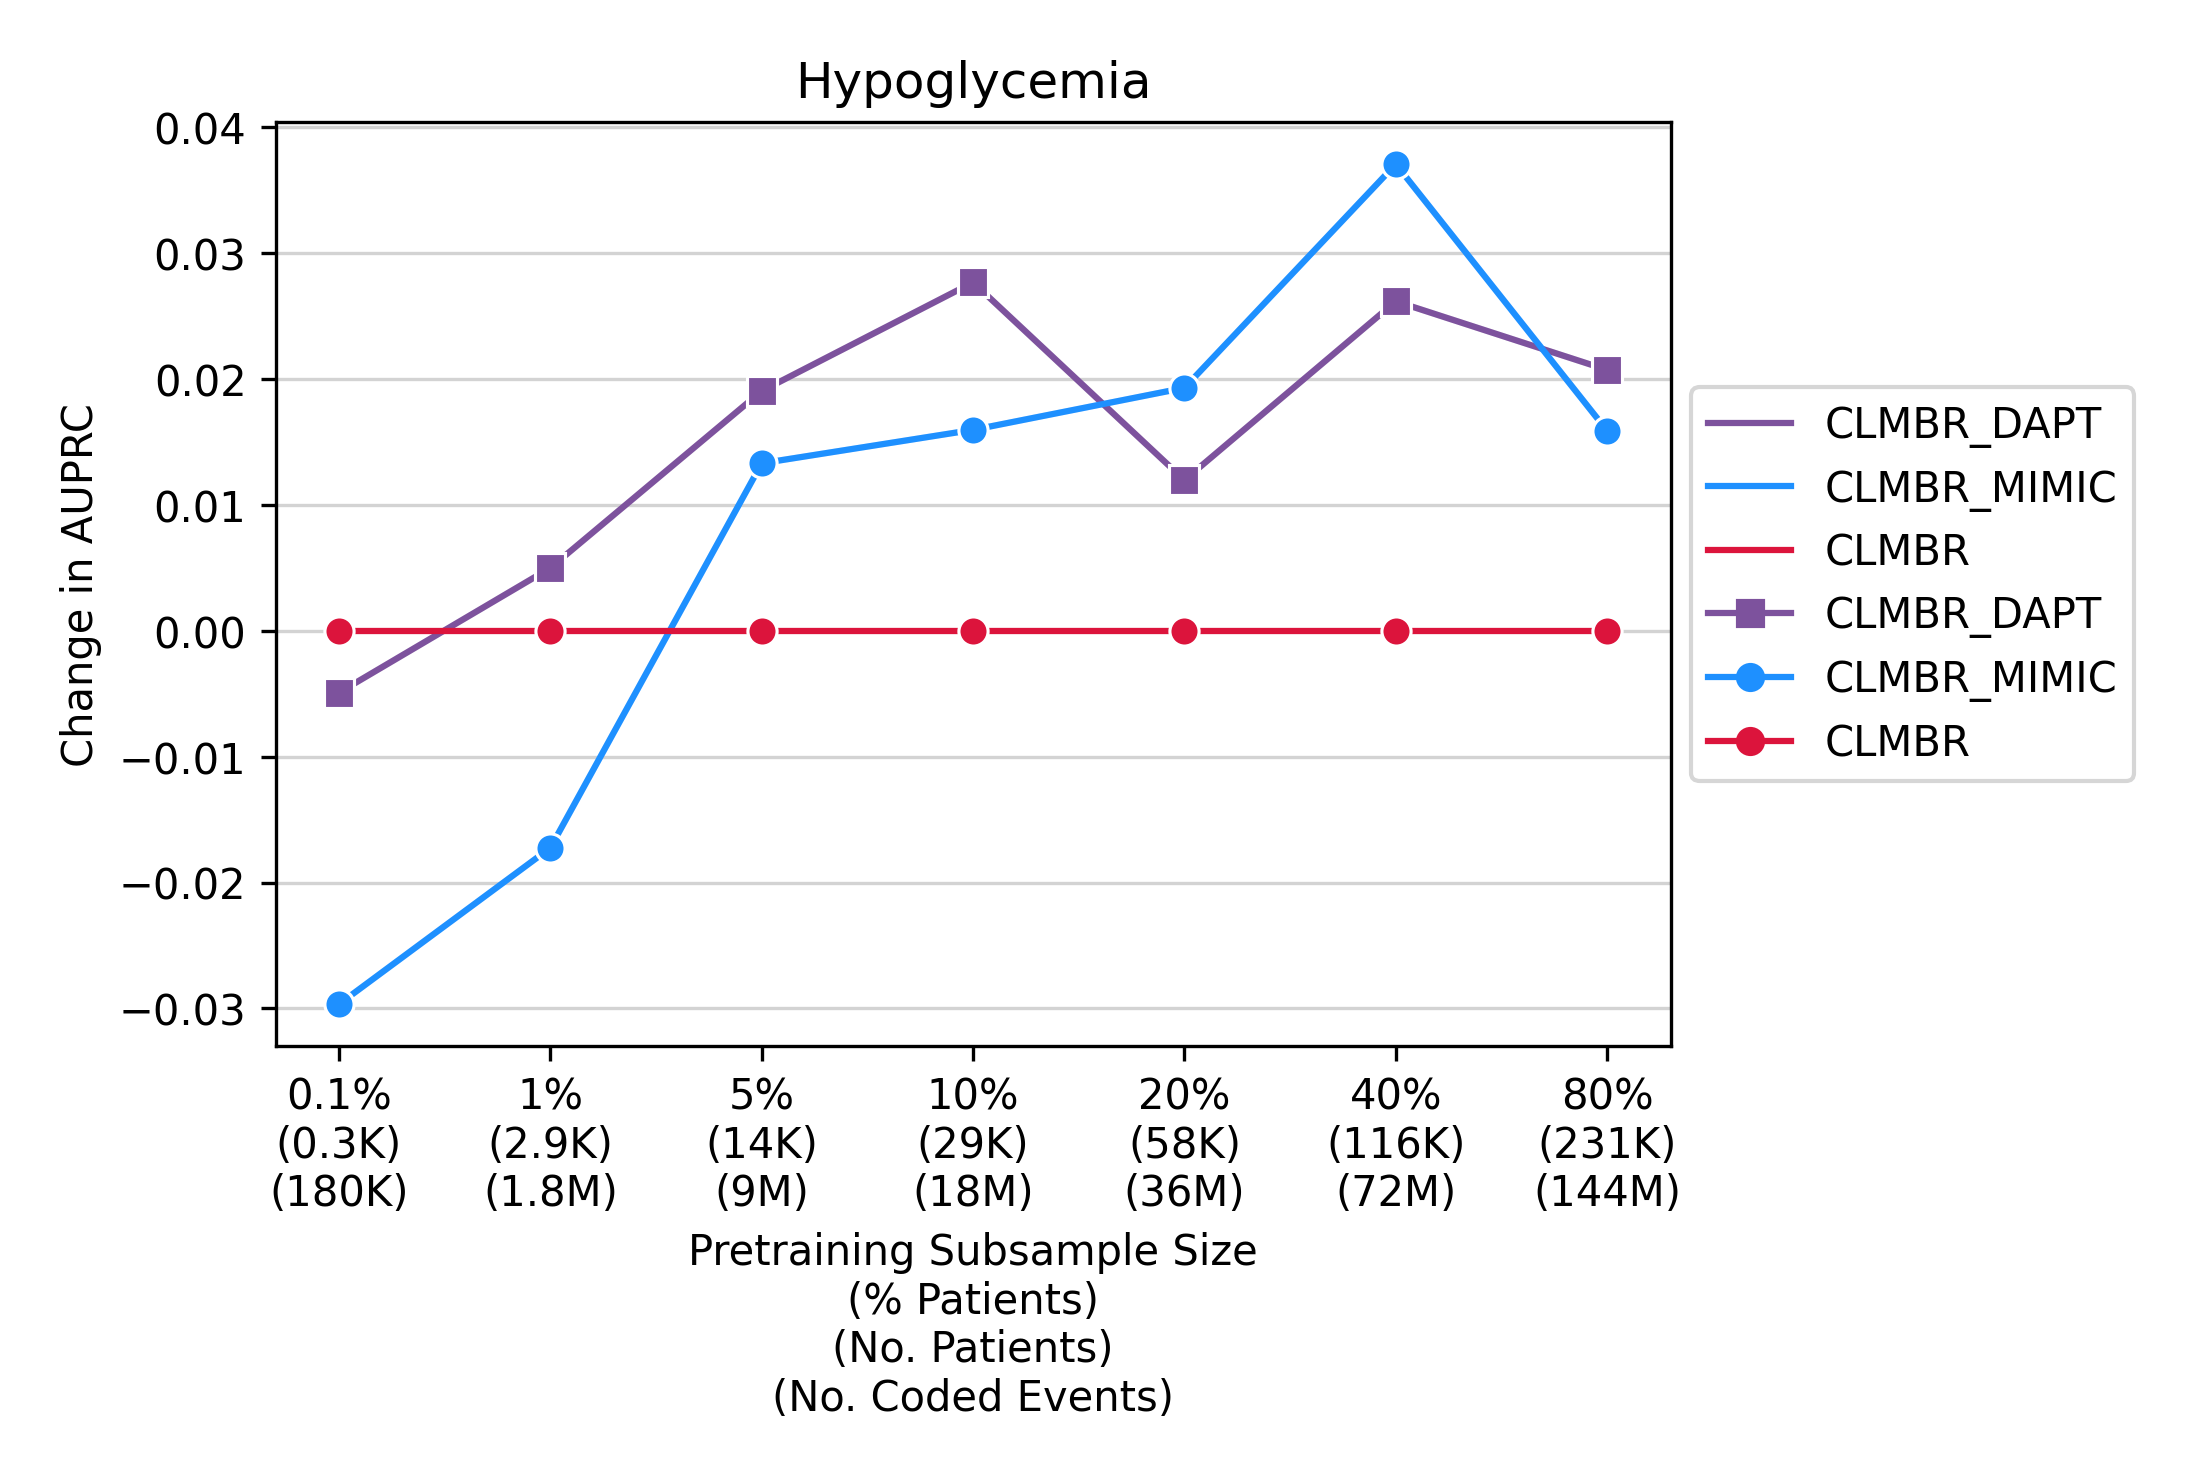 Hypoglycemia
Change in AUPRC
0.04
0.03
0.02
0.01
0.00
−0.01
−0.02
−0.03
0.1% 1% 5% 10% 20% 40% 80%
(0.3K) (2.9K) (14K) (29K) (58K) (116K) (231K)
(180K) (1.8M) (9M) (18M) (36M) (72M) (144M)
Pretraining Subsample Size
(% Patients)
(No. Patients)
(No. Coded Events)
CLMBR_DAPT
CLMBR_MIMIC
CLMBR
CLMBR_DAPT
CLMBR_MIMIC
CLMBR